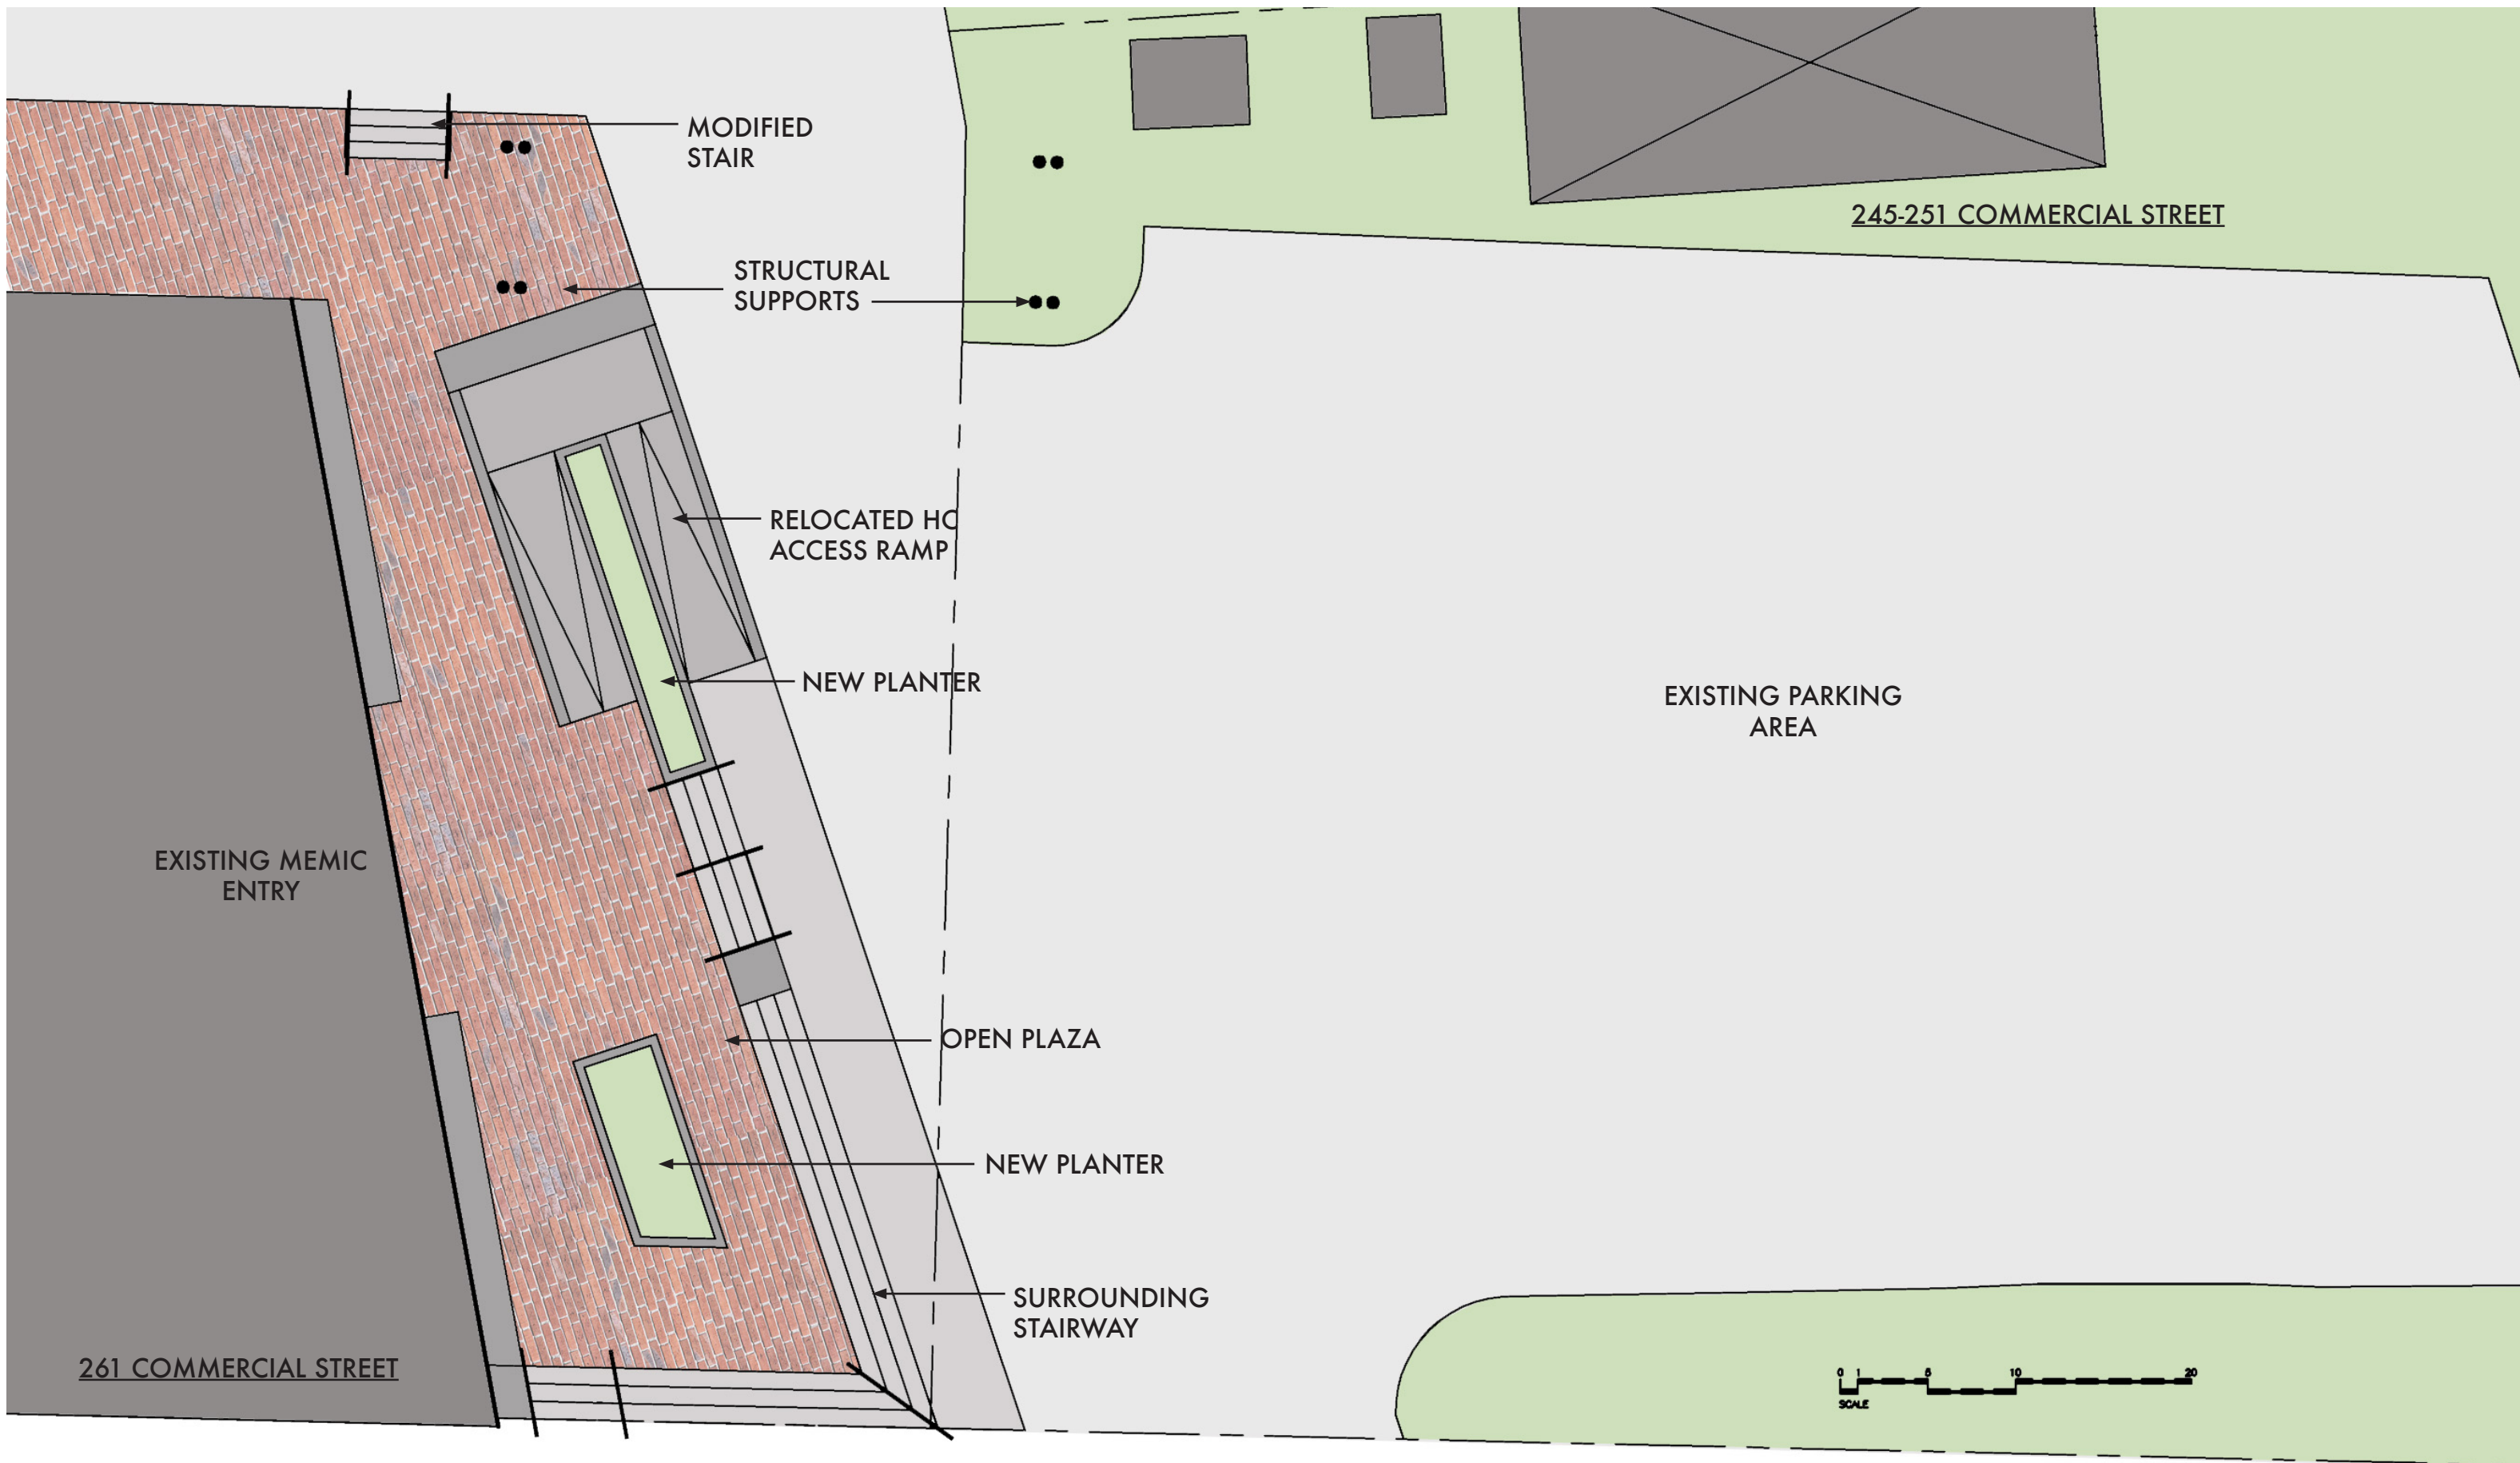 MODIFIED
STAIR
245-251 COMMERCIAL STREET
STRUCTURAL
SUPPORTS
RELOCATED HC
ACCESS RAMP
NEW PLANTER
EXISTING PARKING
AREA
EXISTING MEMIC
ENTRY
OPEN PLAZA
NEW PLANTER
SURROUNDING
STAIRWAY
261 COMMERCIAL STREET
0 1 5 10 20
SCALE